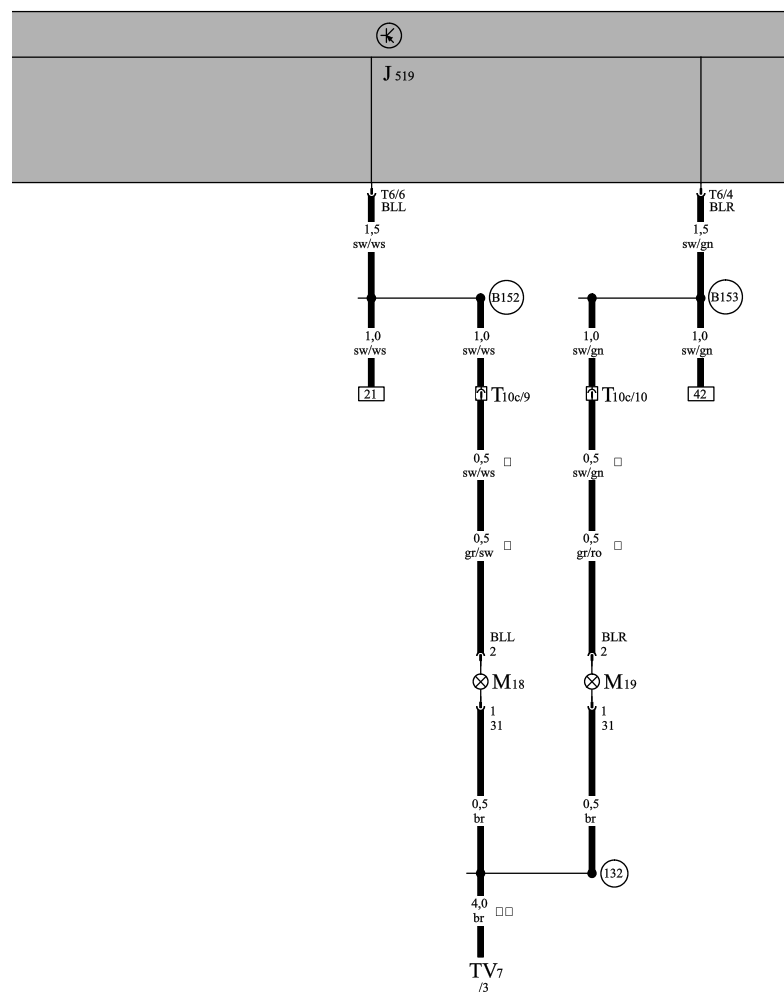 J 519
T6/6
BLL
T6/4
BLR
1,5
sw/ws
1,5
sw/gn
B152
B153
1,0
sw/ws
1,0
sw/ws
1,0
sw/gn
1,0
sw/gn
21
T10c/9
T10c/10
42
0,5
sw/ws
0,5
sw/gn
0,5
gr/sw
0,5
gr/ro
BLL
2
BLR
2
M18
M19
1
31
1
31
0,5
br
0,5
br
132
4,0
br
TV7
/3